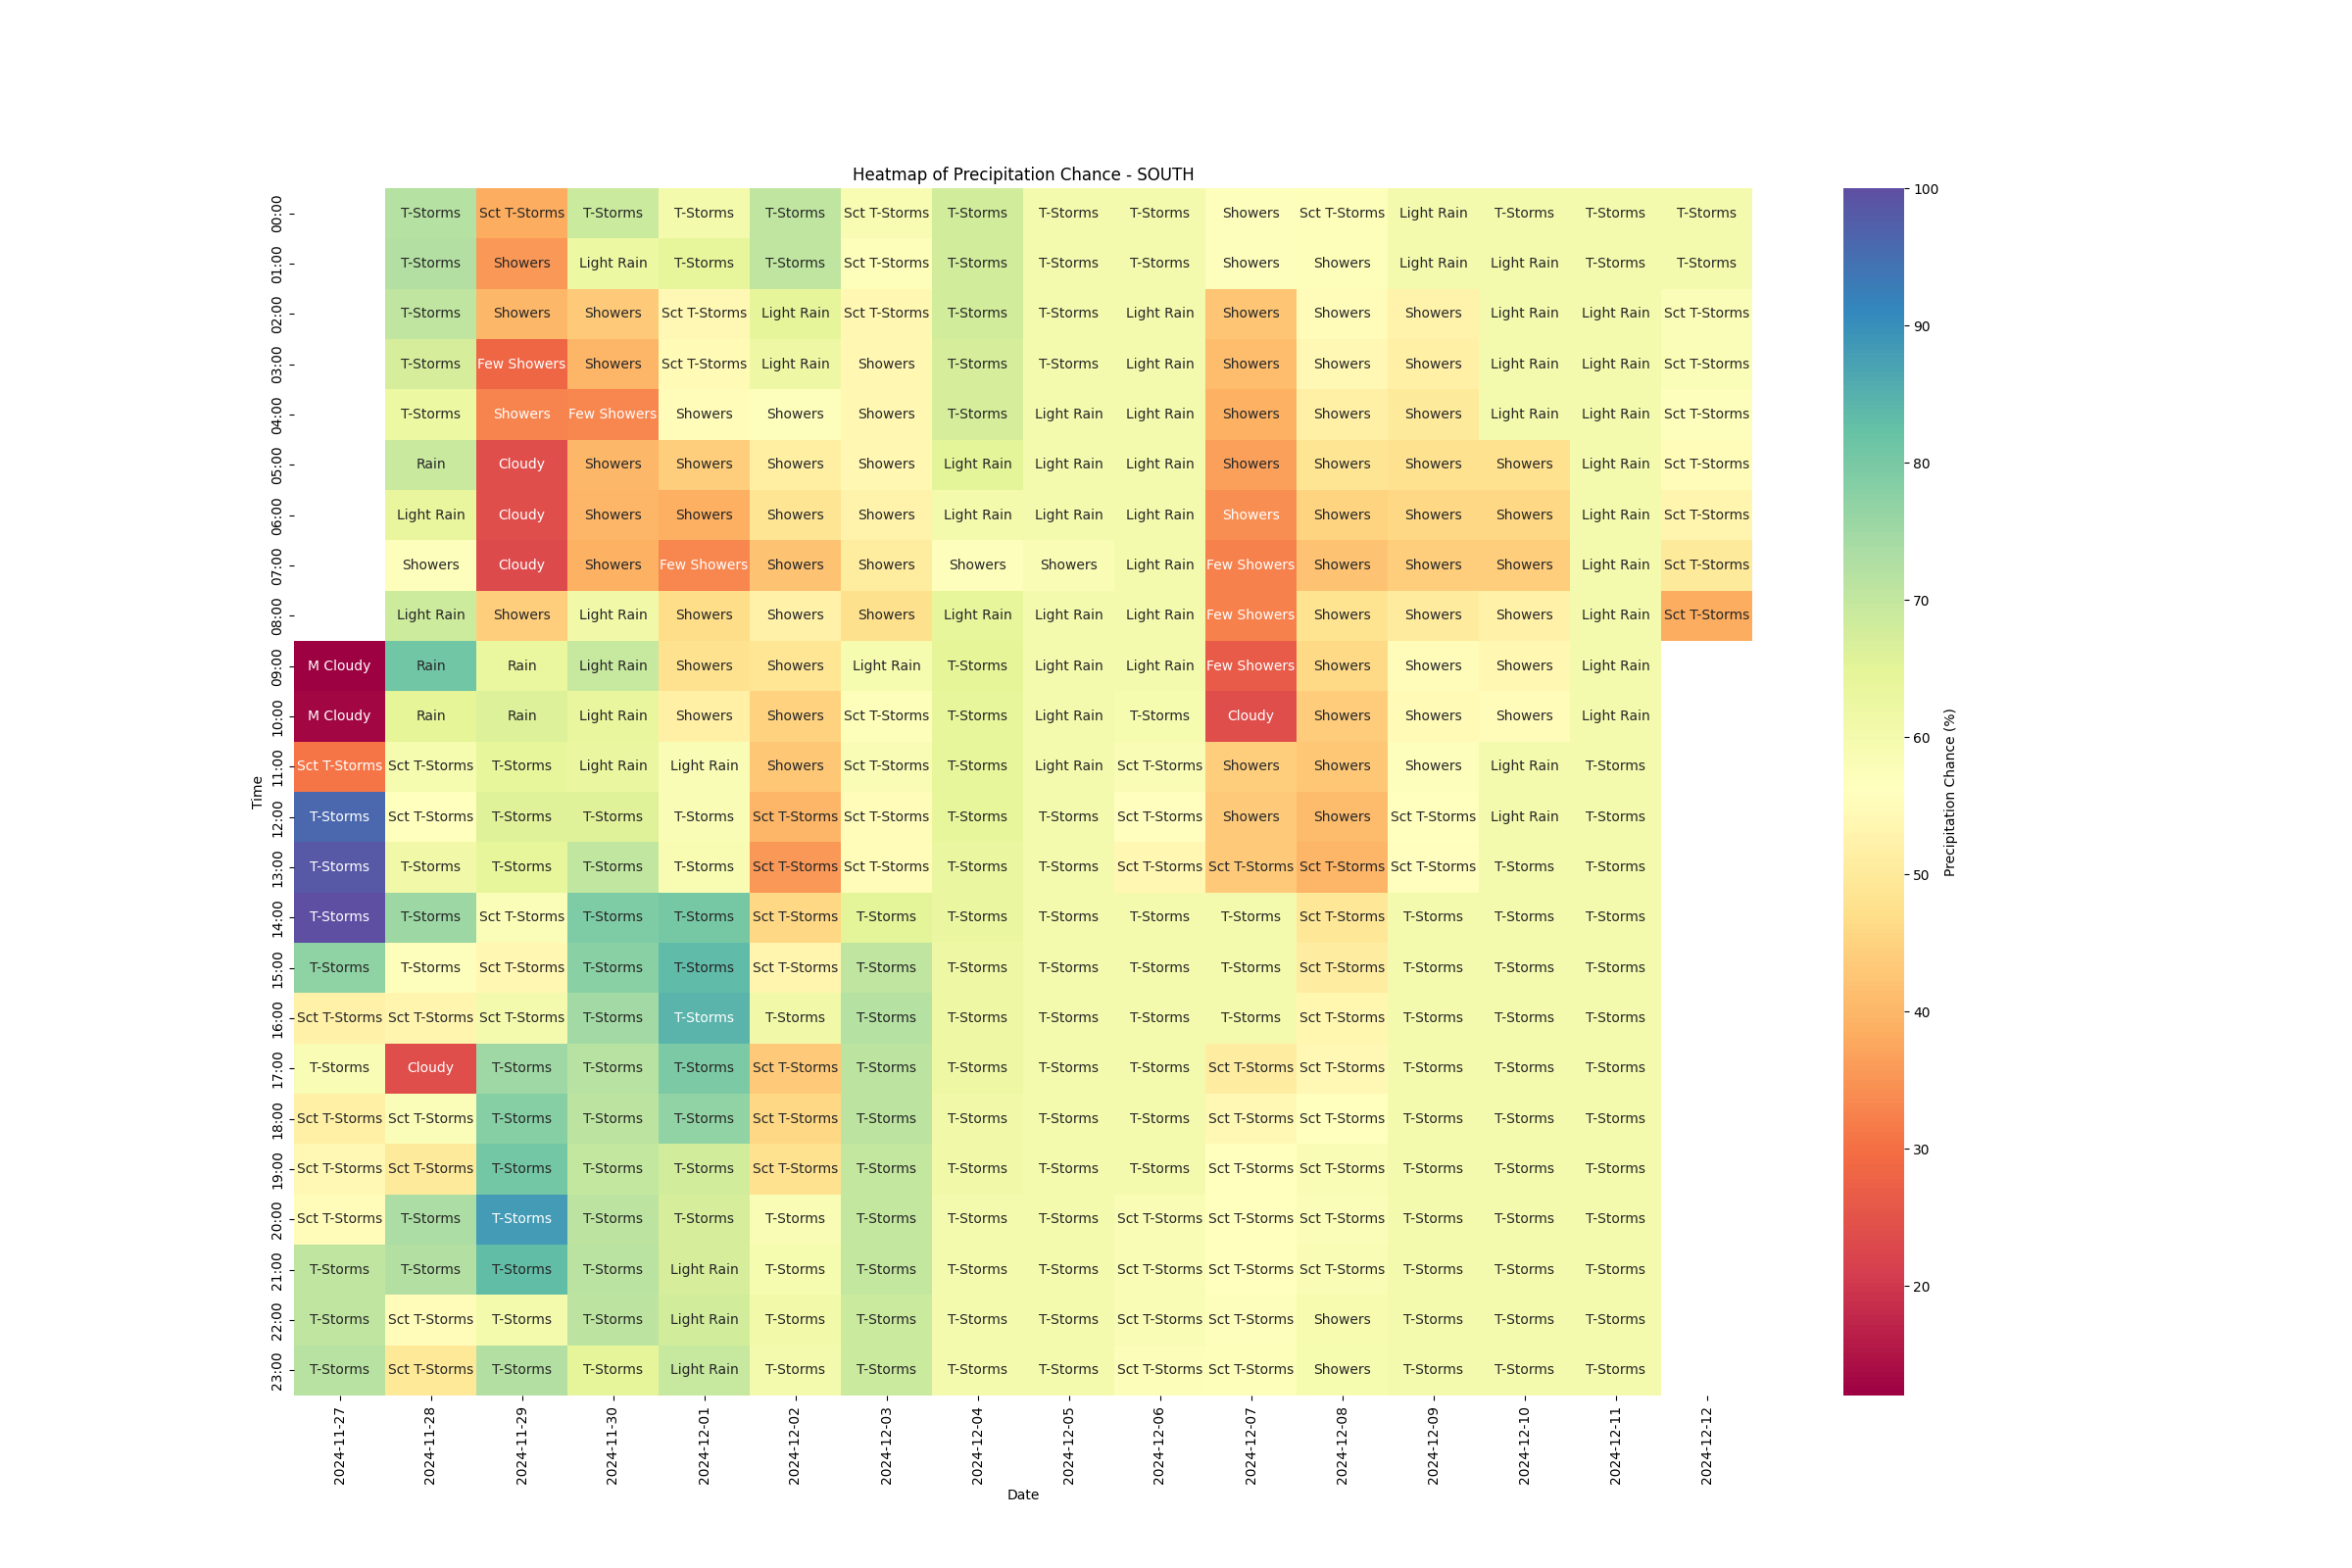 Heatmap of Precipitation Chance - SOUTH
00:00 T-Storms Sct T-Storms T-Storms T-Storms T-Storms Sct T-Storms T-Storms T-Storms T-Storms Showers Sct T-Storms Light Rain T-Storms T-Storms T-Storms
01:00 T-Storms Showers Light Rain T-Storms T-Storms Sct T-Storms T-Storms T-Storms T-Storms Showers Showers Light Rain Light Rain T-Storms T-Storms
02:00 T-Storms Showers Showers Sct T-Storms Light Rain Sct T-Storms T-Storms T-Storms Light Rain Showers Showers Showers Light Rain Light Rain Sct T-Storms
03:00 T-Storms Few Showers Showers Sct T-Storms Light Rain Showers T-Storms T-Storms Light Rain Showers Showers Showers Light Rain Light Rain Sct T-Storms
04:00 T-Storms Showers Few Showers Showers Showers Showers T-Storms Light Rain Light Rain Showers Showers Showers Light Rain Light Rain Sct T-Storms
05:00 Rain Cloudy Showers Showers Showers Showers Light Rain Light Rain Light Rain Showers Showers Showers Showers Light Rain Sct T-Storms
06:00 Light Rain Cloudy Showers Showers Showers Showers Light Rain Light Rain Light Rain Showers Showers Showers Showers Light Rain Sct T-Storms
07:00 Showers Cloudy Showers Few Showers Showers Showers Showers Showers Light Rain Few Showers Showers Showers Showers Light Rain Sct T-Storms
08:00 Light Rain Showers Light Rain Showers Showers Showers Light Rain Light Rain Light Rain Few Showers Showers Showers Showers Light Rain Sct T-Storms
09:00 M Cloudy Rain Rain Light Rain Showers Showers Light Rain T-Storms Light Rain Light Rain Few Showers Showers Showers Showers Light Rain
10:00 M Cloudy Rain Rain Light Rain Showers Showers Sct T-Storms T-Storms Light Rain T-Storms Cloudy Showers Showers Showers Light Rain
11:00 Sct T-Storms Sct T-Storms T-Storms Light Rain Light Rain Showers Sct T-Storms T-Storms Light Rain Sct T-Storms Showers Showers Showers Light Rain T-Storms
12:00 T-Storms Sct T-Storms T-Storms T-Storms T-Storms Sct T-Storms Sct T-Storms T-Storms T-Storms Sct T-Storms Showers Showers Sct T-Storms Light Rain T-Storms
13:00 T-Storms T-Storms T-Storms T-Storms T-Storms Sct T-Storms Sct T-Storms T-Storms T-Storms Sct T-Storms Sct T-Storms Sct T-Storms Sct T-Storms T-Storms T-Storms
14:00 T-Storms T-Storms Sct T-Storms T-Storms T-Storms Sct T-Storms T-Storms T-Storms T-Storms T-Storms T-Storms Sct T-Storms T-Storms T-Storms T-Storms
15:00 T-Storms T-Storms Sct T-Storms T-Storms T-Storms Sct T-Storms T-Storms T-Storms T-Storms T-Storms T-Storms Sct T-Storms T-Storms T-Storms T-Storms
16:00 Sct T-Storms Sct T-Storms Sct T-Storms T-Storms T-Storms T-Storms T-Storms T-Storms T-Storms T-Storms T-Storms Sct T-Storms T-Storms T-Storms T-Storms
17:00 T-Storms Cloudy T-Storms T-Storms T-Storms Sct T-Storms T-Storms T-Storms T-Storms T-Storms Sct T-Storms Sct T-Storms T-Storms T-Storms T-Storms
18:00 Sct T-Storms Sct T-Storms T-Storms T-Storms T-Storms Sct T-Storms T-Storms T-Storms T-Storms T-Storms Sct T-Storms Sct T-Storms T-Storms T-Storms T-Storms
19:00 Sct T-Storms Sct T-Storms T-Storms T-Storms T-Storms Sct T-Storms T-Storms T-Storms T-Storms T-Storms Sct T-Storms Sct T-Storms T-Storms T-Storms T-Storms
20:00 Sct T-Storms T-Storms T-Storms T-Storms T-Storms T-Storms T-Storms T-Storms T-Storms Sct T-Storms Sct T-Storms Sct T-Storms T-Storms T-Storms T-Storms
21:00 T-Storms T-Storms T-Storms T-Storms Light Rain T-Storms T-Storms T-Storms T-Storms Sct T-Storms Sct T-Storms Sct T-Storms T-Storms T-Storms T-Storms
22:00 T-Storms Sct T-Storms T-Storms T-Storms Light Rain T-Storms T-Storms T-Storms T-Storms Sct T-Storms Sct T-Storms Showers T-Storms T-Storms T-Storms
23:00 T-Storms Sct T-Storms T-Storms T-Storms Light Rain T-Storms T-Storms T-Storms T-Storms Sct T-Storms Sct T-Storms Showers T-Storms T-Storms T-Storms
Time
2024-11-27 2024-11-28 2024-11-29 2024-11-30 2024-12-01 2024-12-02 2024-12-03 2024-12-04 2024-12-05 2024-12-06 2024-12-07 2024-12-08 2024-12-09 2024-12-10 2024-12-11 2024-12-12
Date
100
90
80
70
60
50
40
30
20
Precipitation Chance (%)